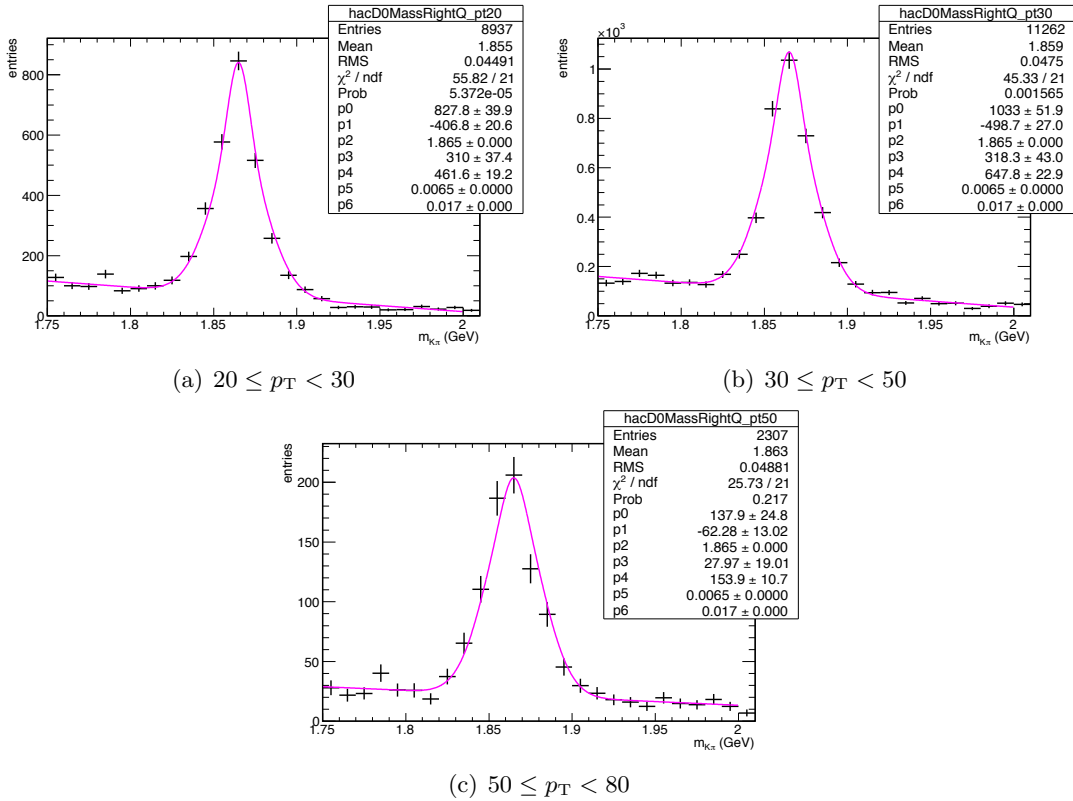 hacD0MassRightQ_pt20
Entries 8937
Mean 1.855
RMS 0.04491
χ² / ndf 55.82 / 21
Prob 5.372e-05
p0 827.8 ± 39.9
p1 -406.8 ± 20.6
p2 1.865 ± 0.000
p3 310 ± 37.4
p4 461.6 ± 19.2
p5 0.0065 ± 0.0000
p6 0.017 ± 0.000
entries
800
600
400
200
0
1.75 1.8 1.85 1.9 1.95 2
m_Kπ (GeV)
(a) 20 ≤ p_T < 30
hacD0MassRightQ_pt30
Entries 11262
Mean 1.859
RMS 0.0475
χ² / ndf 45.33 / 21
Prob 0.001565
p0 1033 ± 51.9
p1 -498.7 ± 27.0
p2 1.865 ± 0.000
p3 318.3 ± 43.0
p4 647.8 ± 22.9
p5 0.0065 ± 0.0000
p6 0.017 ± 0.000
×10³
entries
1
0.8
0.6
0.4
0.2
0
1.75 1.8 1.85 1.9 1.95 2
m_Kπ (GeV)
(b) 30 ≤ p_T < 50
hacD0MassRightQ_pt50
Entries 2307
Mean 1.863
RMS 0.04881
χ² / ndf 25.73 / 21
Prob 0.217
p0 137.9 ± 24.8
p1 -62.28 ± 13.02
p2 1.865 ± 0.000
p3 27.97 ± 19.01
p4 153.9 ± 10.7
p5 0.0065 ± 0.0000
p6 0.017 ± 0.000
entries
200
150
100
50
0
1.75 1.8 1.85 1.9 1.95 2
m_Kπ (GeV)
(c) 50 ≤ p_T < 80